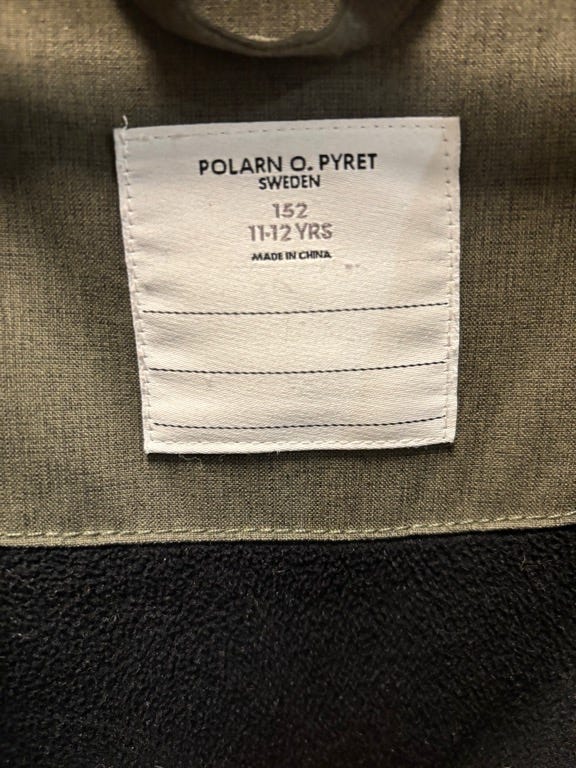 POLARN O. PYRET
SWEDEN
152
11-12 YRS
MADE IN CHINA